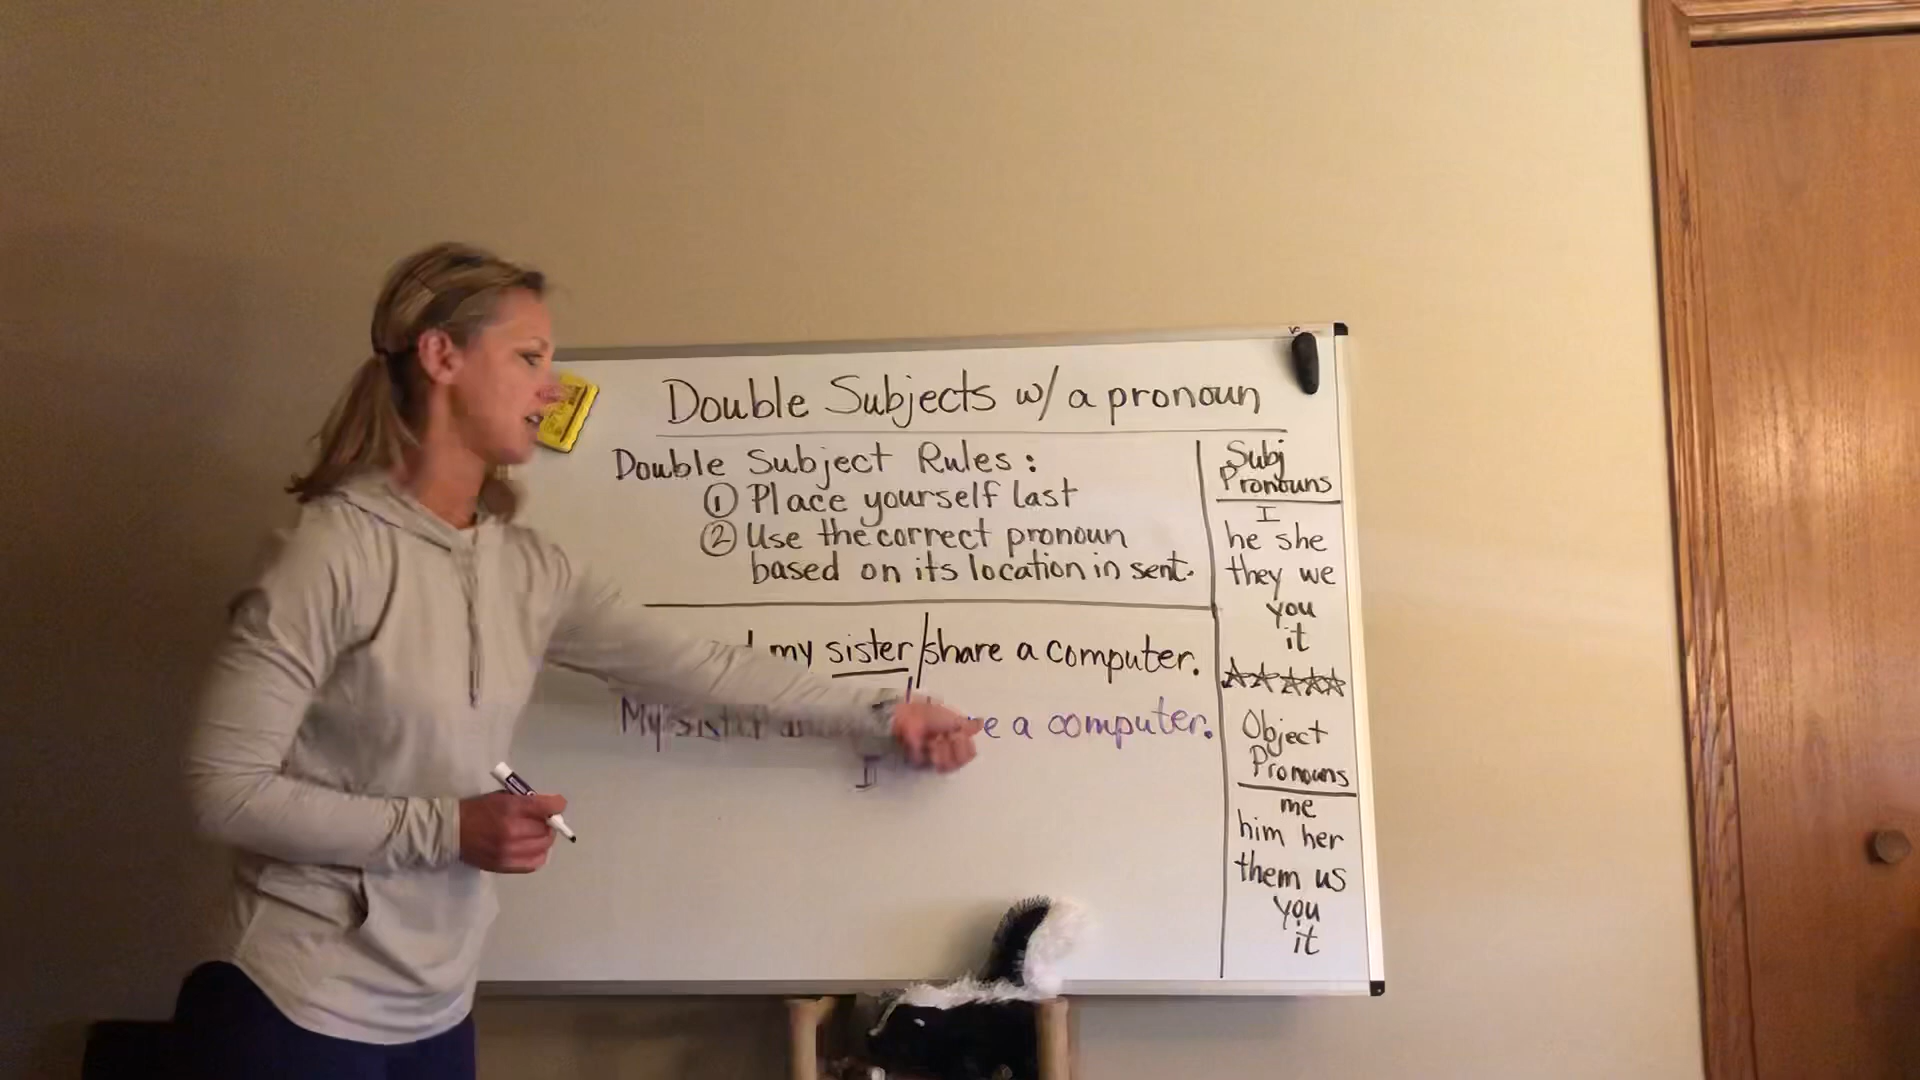 Double Subjects w/ a pronoun
Double Subject Rules:
① Place yourself last
② Use the correct pronoun
based on its location in sent.
my sister/share a computer.
My sister a computer.
I
Subj
Pronouns
I
he she
they we
you
it
Object
Pronouns
me
him her
them us
you
it